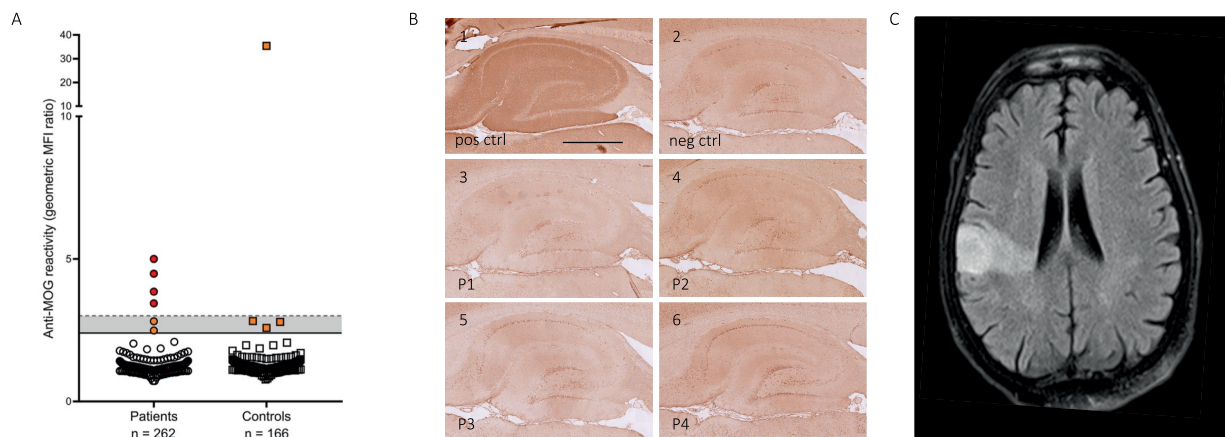 A
Anti-MOG reactivity (geometric MFI ratio)
40
30
20
10
10
5
0
Patients
n = 262
Controls
n = 166
B
1
pos ctrl
2
neg ctrl
3
P1
4
P2
5
P3
6
P4
C